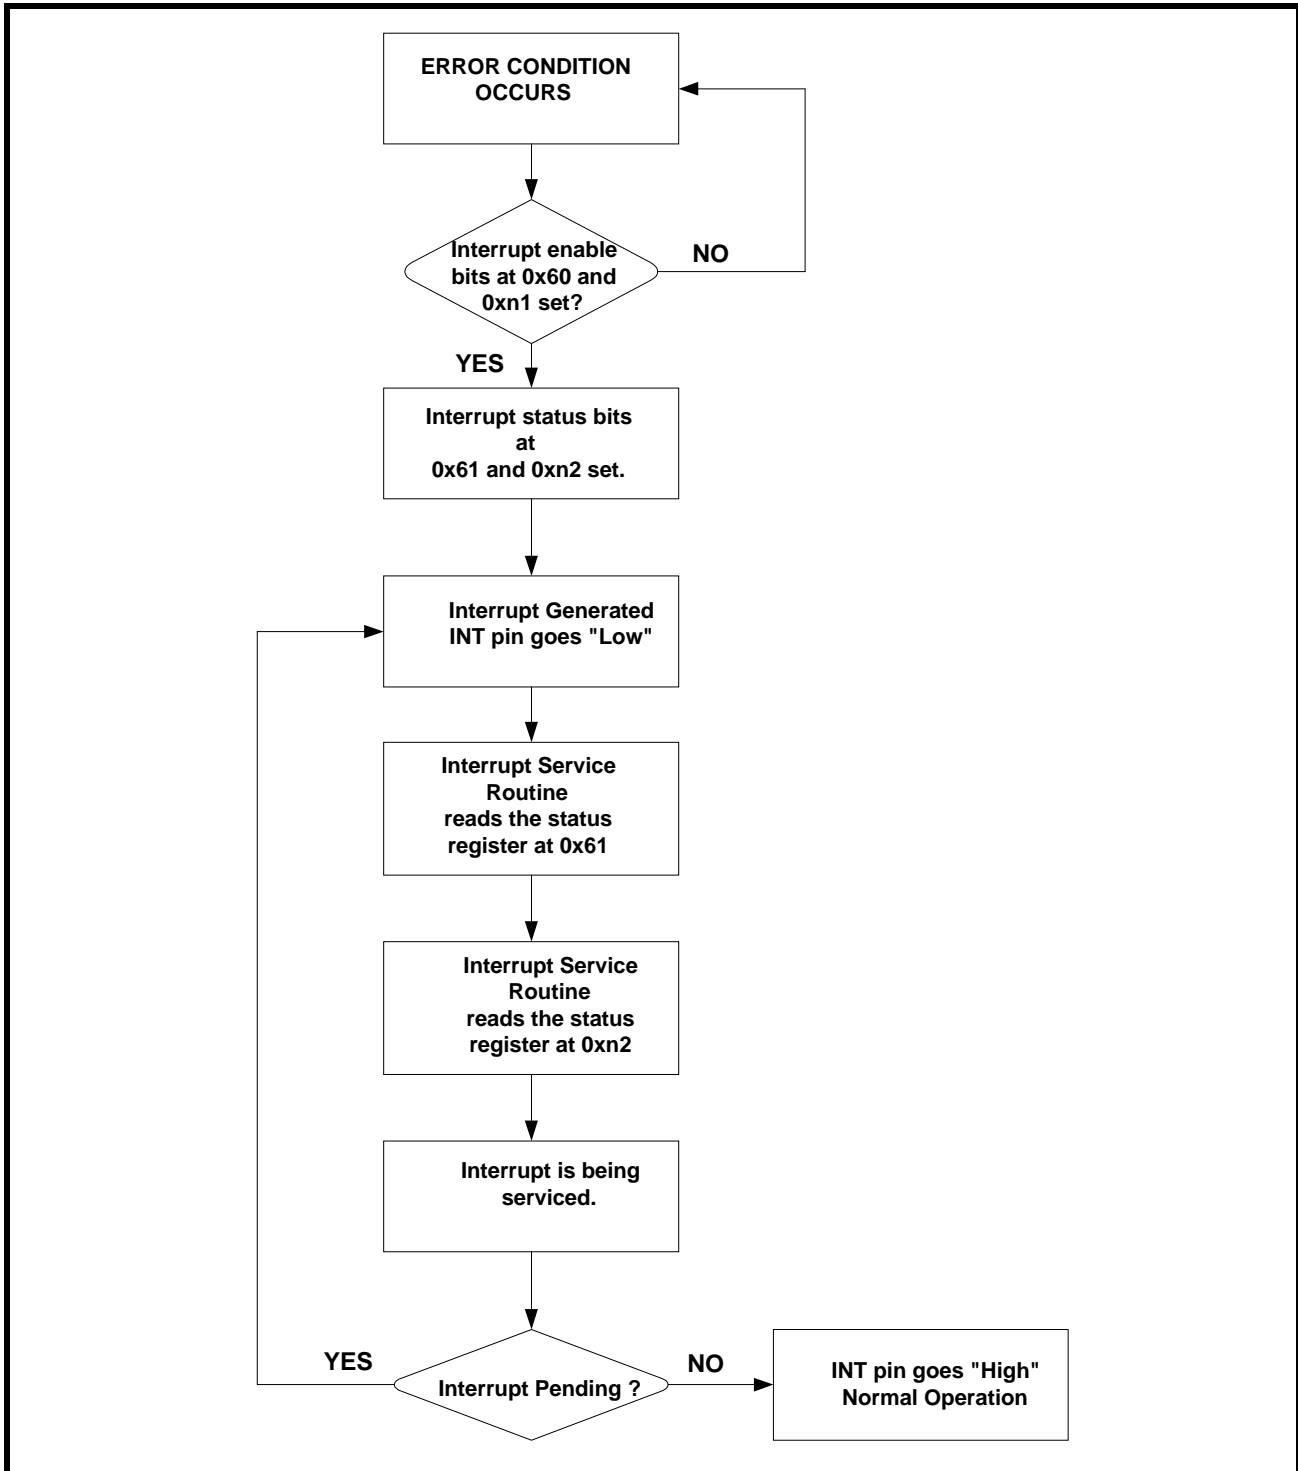 ERROR CONDITION
OCCURS
Interrupt enable
bits at 0x60 and
0xn1 set?
NO
YES
Interrupt status bits
at
0x61 and 0xn2 set.
Interrupt Generated
INT pin goes "Low"
Interrupt Service
Routine
reads the status
register at 0x61
Interrupt Service
Routine
reads the status
register at 0xn2
Interrupt is being
serviced.
YES
Interrupt Pending ?
NO
INT pin goes "High"
Normal Operation